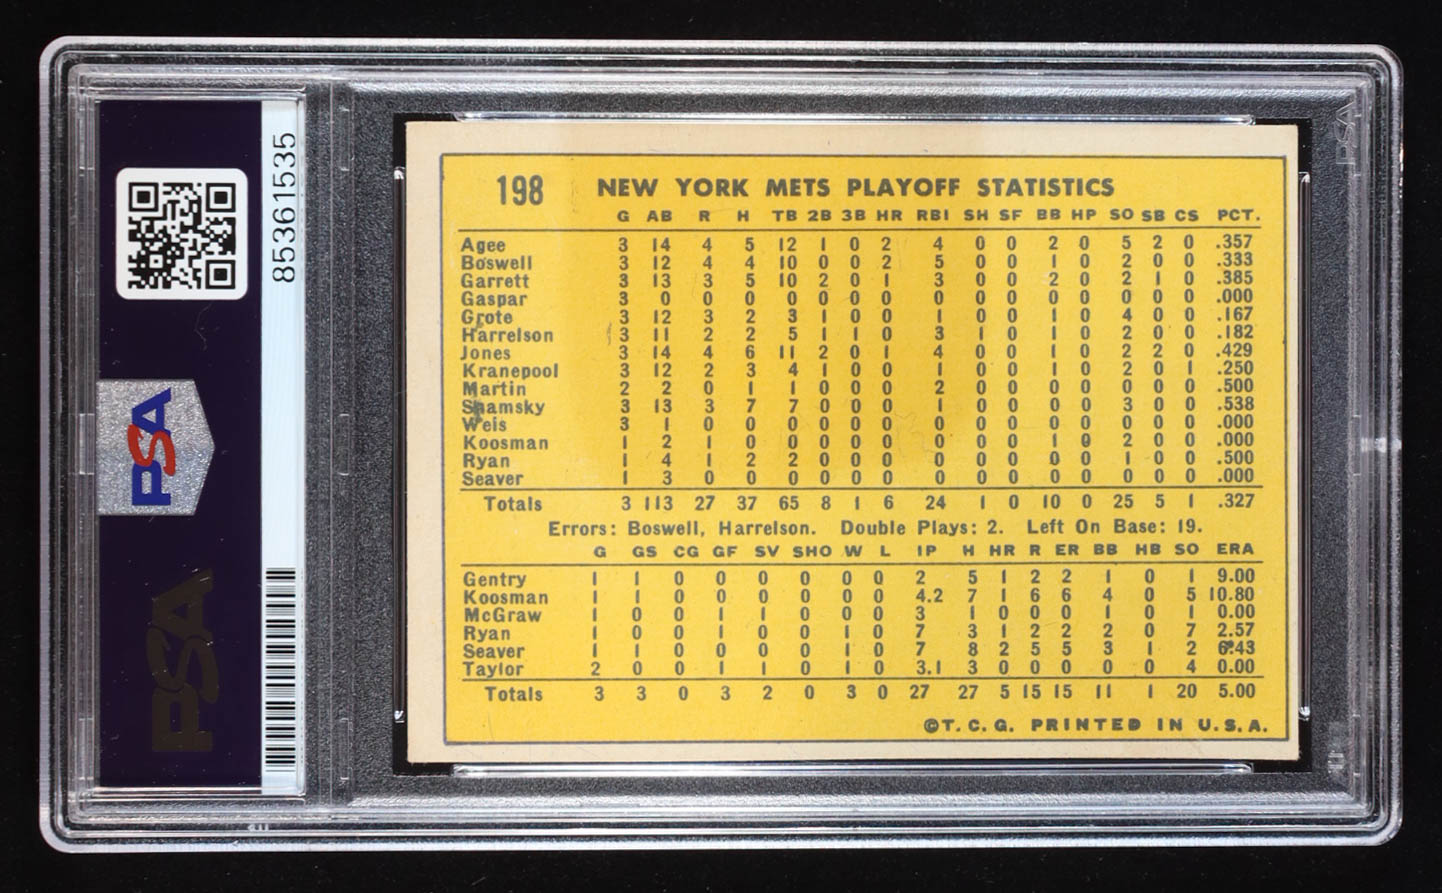 85361535
PSA
PSA
PSA
198 NEW YORK METS PLAYOFF STATISTICS
G AB R H TB 2B 3B HR RBI SH SF BB HP SO SB CS PCT.
Agee 3 14 4 5 12 1 0 2 4 0 0 2 0 5 2 0 .357
Boswell 3 12 4 4 10 0 0 2 5 0 0 1 0 2 0 0 .333
Garrett 3 13 3 5 10 2 0 1 3 0 0 2 0 2 1 0 .385
Gaspar 3 0 0 0 0 0 0 0 0 0 0 0 0 0 0 0 .000
Grote 3 12 3 2 3 1 0 0 1 0 0 1 0 4 0 0 .167
Harrelson 3 11 2 2 5 1 1 0 3 1 0 1 0 2 0 0 .182
Jones 3 14 4 6 11 2 0 1 4 0 0 1 0 2 2 0 .429
Kranepool 3 12 2 3 4 1 0 0 1 0 0 1 0 2 0 1 .250
Martin 2 2 0 1 1 0 0 0 2 0 0 0 0 0 0 0 .500
Shamsky 3 13 3 7 7 0 0 0 1 0 0 0 0 3 0 0 .538
Weis 3 1 0 0 0 0 0 0 0 0 0 0 0 0 0 0 .000
Koosman 1 2 1 0 0 0 0 0 0 0 0 1 0 2 0 0 .000
Ryan 1 4 1 2 2 0 0 0 0 0 0 0 0 1 0 0 .500
Seaver 1 3 0 0 0 0 0 0 0 0 0 0 0 0 0 0 .000
Totals 3 113 27 37 65 8 1 6 24 1 0 10 0 25 5 1 .327
Errors: Boswell, Harrelson. Double Plays: 2. Left On Base: 19.
G GS CG GF SV SHO W L IP H HR R ER BB HB SO ERA
Gentry 1 1 0 0 0 0 0 0 2 5 1 2 2 1 0 1 9.00
Koosman 1 1 0 0 0 0 0 0 4.2 7 1 6 6 4 0 5 10.80
McGraw 1 0 0 1 1 0 0 0 3 1 0 0 0 1 0 1 0.00
Ryan 1 0 0 1 0 0 1 0 7 3 1 2 2 2 0 7 2.57
Seaver 1 1 0 0 0 0 1 0 7 8 2 5 5 3 1 2 6.43
Taylor 2 0 0 1 1 0 1 0 3.1 3 0 0 0 0 0 4 0.00
Totals 3 3 0 3 2 0 3 0 27 27 5 15 15 11 1 20 5.00
©T.C.G. PRINTED IN U.S.A.